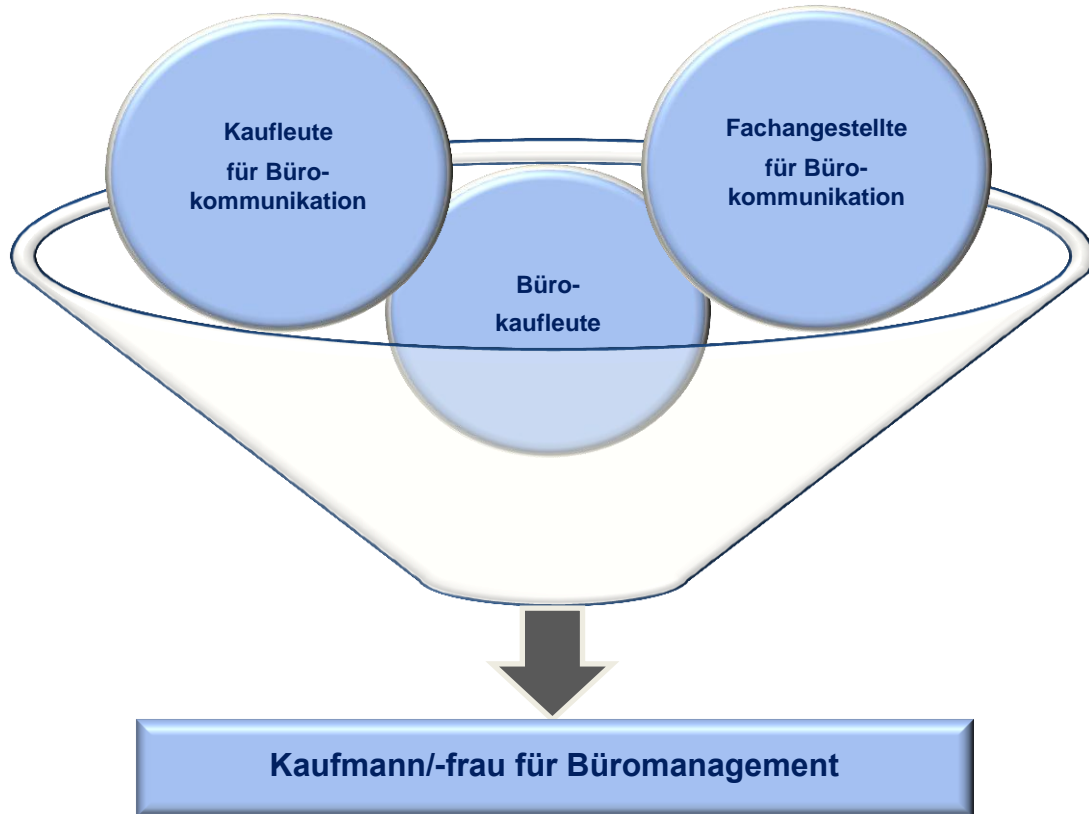 Kaufleute
für Büro-
kommunikation
Fachangestellte
für Büro-
kommunikation
Büro-
kaufleute
Kaufmann/-frau für Büromanagement